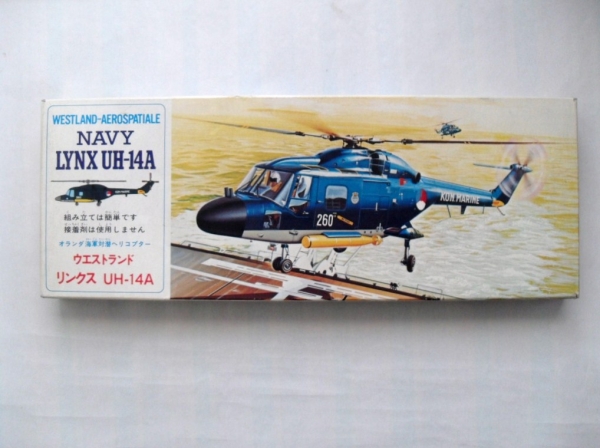 WESTLAND-AEROSPATIALE
NAVY
LYNX UH-14A
組み立ては簡単です
接着剤は使用しません
オランダ海軍対潜ヘリコプター
ウエストランド
リンクス UH-14A
260
KON.MARINE